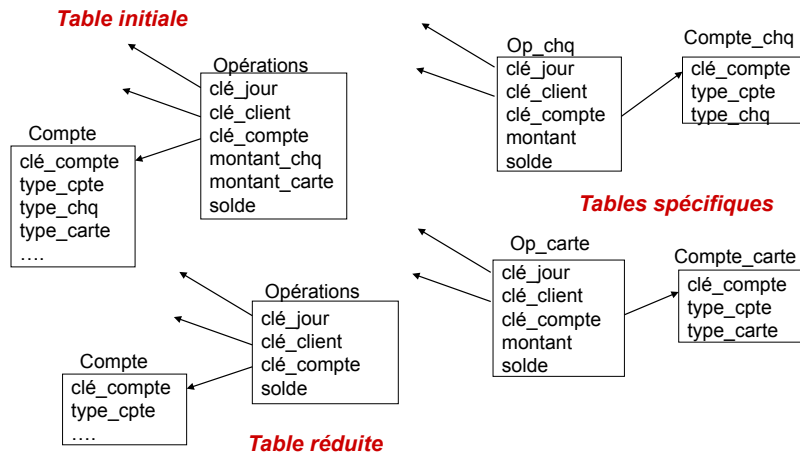 Table initiale
Opérations
clé_jour
clé_client
clé_compte
montant_chq
montant_carte
solde
Compte
clé_compte
type_cpte
type_chq
type_carte
....
Op_chq
clé_jour
clé_client
clé_compte
montant
solde
Compte_chq
clé_compte
type_cpte
type_chq
Tables spécifiques
Op_carte
clé_jour
clé_client
clé_compte
montant
solde
Compte_carte
clé_compte
type_cpte
type_carte
Opérations
clé_jour
clé_client
clé_compte
solde
Compte
clé_compte
type_cpte
....
Table réduite